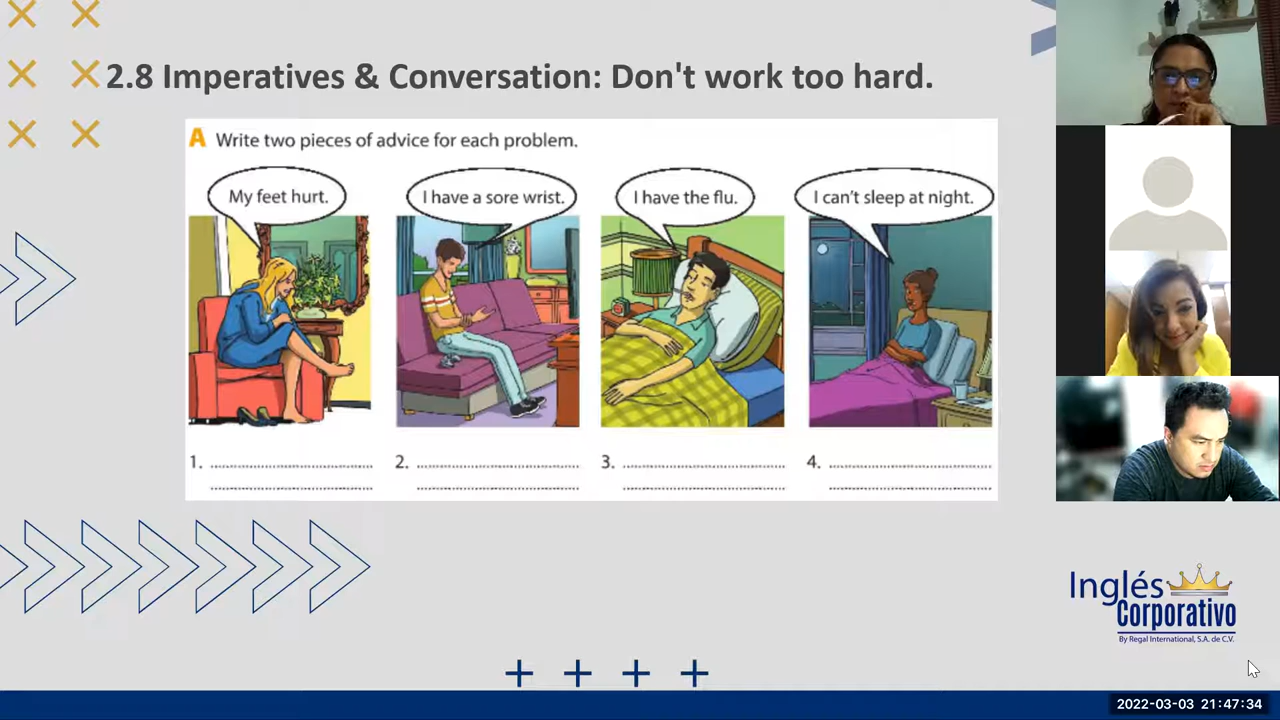 2.8 Imperatives & Conversation: Don't work too hard.
A Write two pieces of advice for each problem.
My feet hurt.
I have a sore wrist.
I have the flu.
I can't sleep at night.
1.
2.
3.
4.
Inglés
Corporativo
By Regal International, S.A. de C.V.
2022-03-03 21:47:34